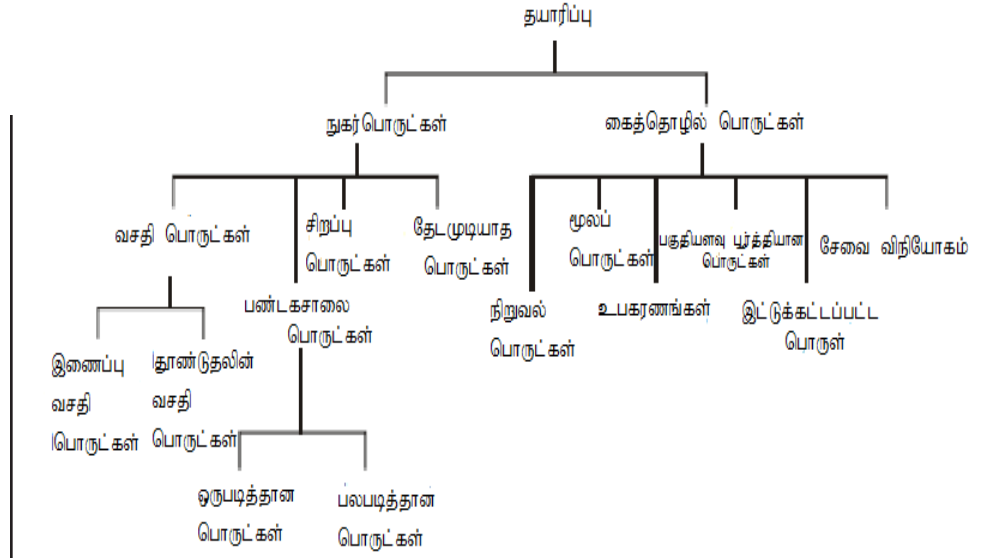 தயாரிப்பு
நுகர்பொருட்கள்
கைத்தொழில் பொருட்கள்
வசதி பொருட்கள்
சிறப்பு
பொருட்கள்
தேடமுடியாத
பொருட்கள்
மூலப்
பொருட்கள்
பகுதியளவு பூர்த்தியான
பொருட்கள்
சேவை விநியோகம்
பண்டகசாலை
பொருட்கள்
நிறுவல்
பொருட்கள்
உபகரணங்கள்
இட்டுக்கட்டப்பட்ட
பொருள்
இணைப்பு
வசதி
பொருட்கள்
தூண்டுதலின்
வசதி
பொருட்கள்
ஒருபடித்தான
பொருட்கள்
பலபடித்தான
பொருட்கள்